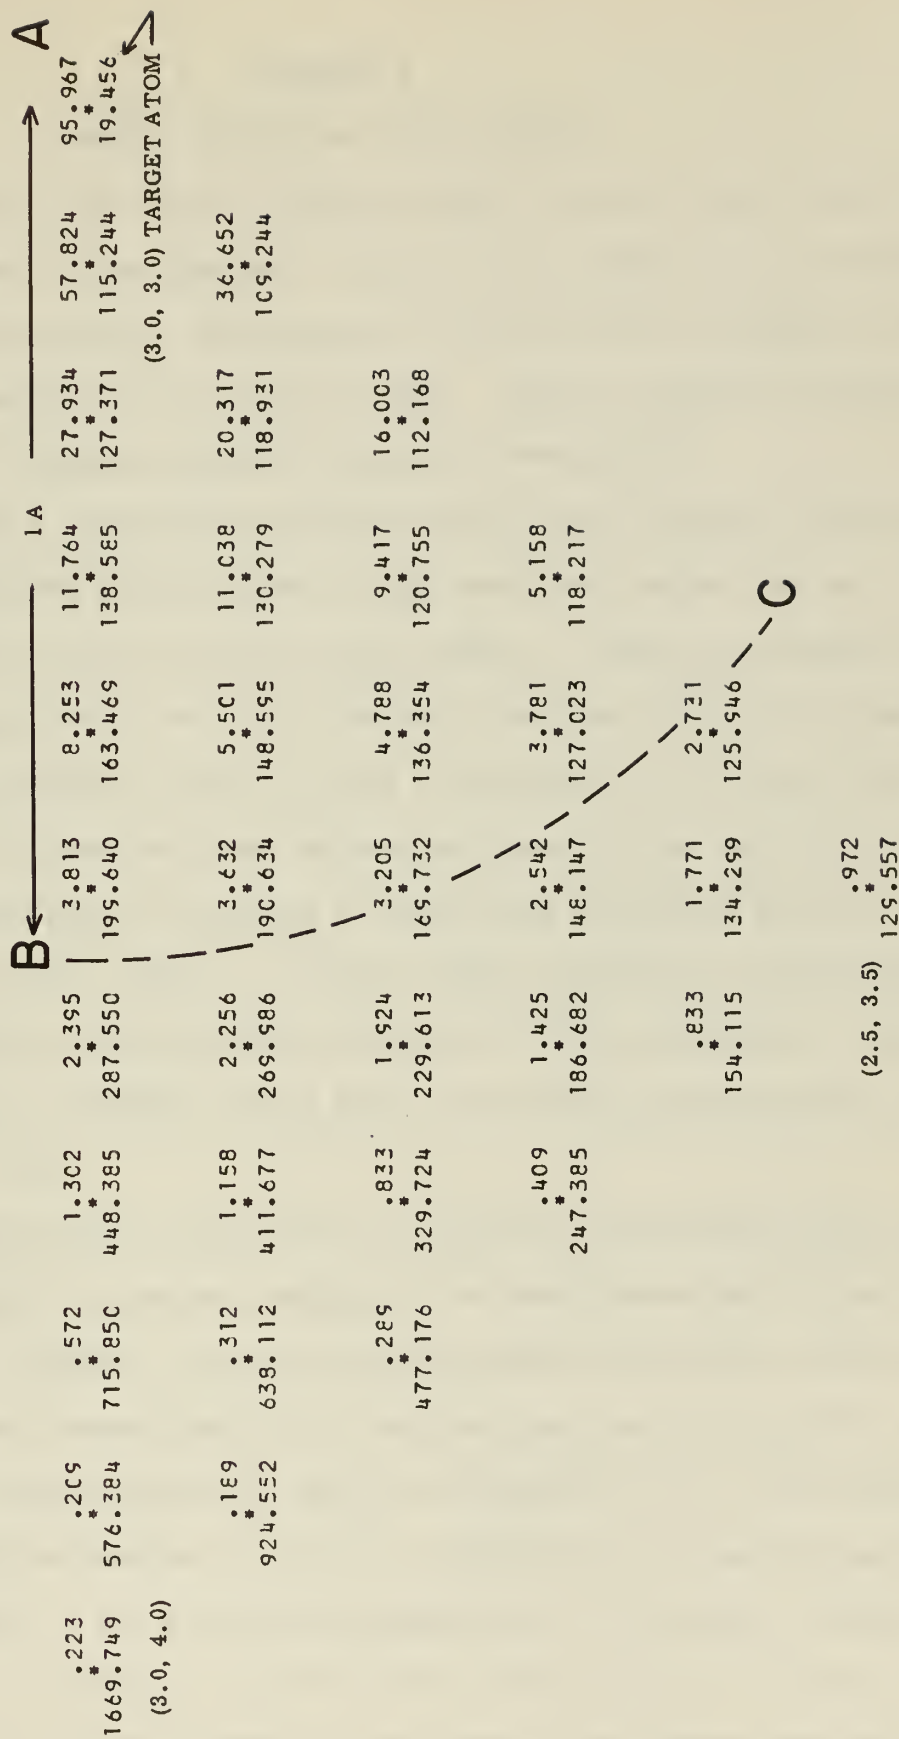 B 1A A
.223 .209 .572 1.302 2.395 3.813 8.253 11.764 27.934 57.824 95.967
* * * * * * * * * * *
1669.749 576.384 715.850 448.385 287.550 199.640 163.469 138.585 127.371 115.244 19.456
(3.0, 4.0) (3.0, 3.0) TARGET ATOM
.189 .312 1.158 2.256 3.632 5.501 11.038 20.317 36.652
* * * * * * * * *
924.552 638.112 411.677 269.986 190.634 148.595 130.279 118.931 109.244
.289 .833 1.924 3.205 4.788 9.417 16.003
* * * * * * *
477.176 329.724 229.613 169.732 136.354 120.755 112.168
.409 1.425 2.542 3.781 5.158
* * * * *
247.385 186.682 148.147 127.023 118.217
.833 1.771 2.731
* * *
154.115 134.299 125.946
C
.972
(2.5, 3.5) *
129.557